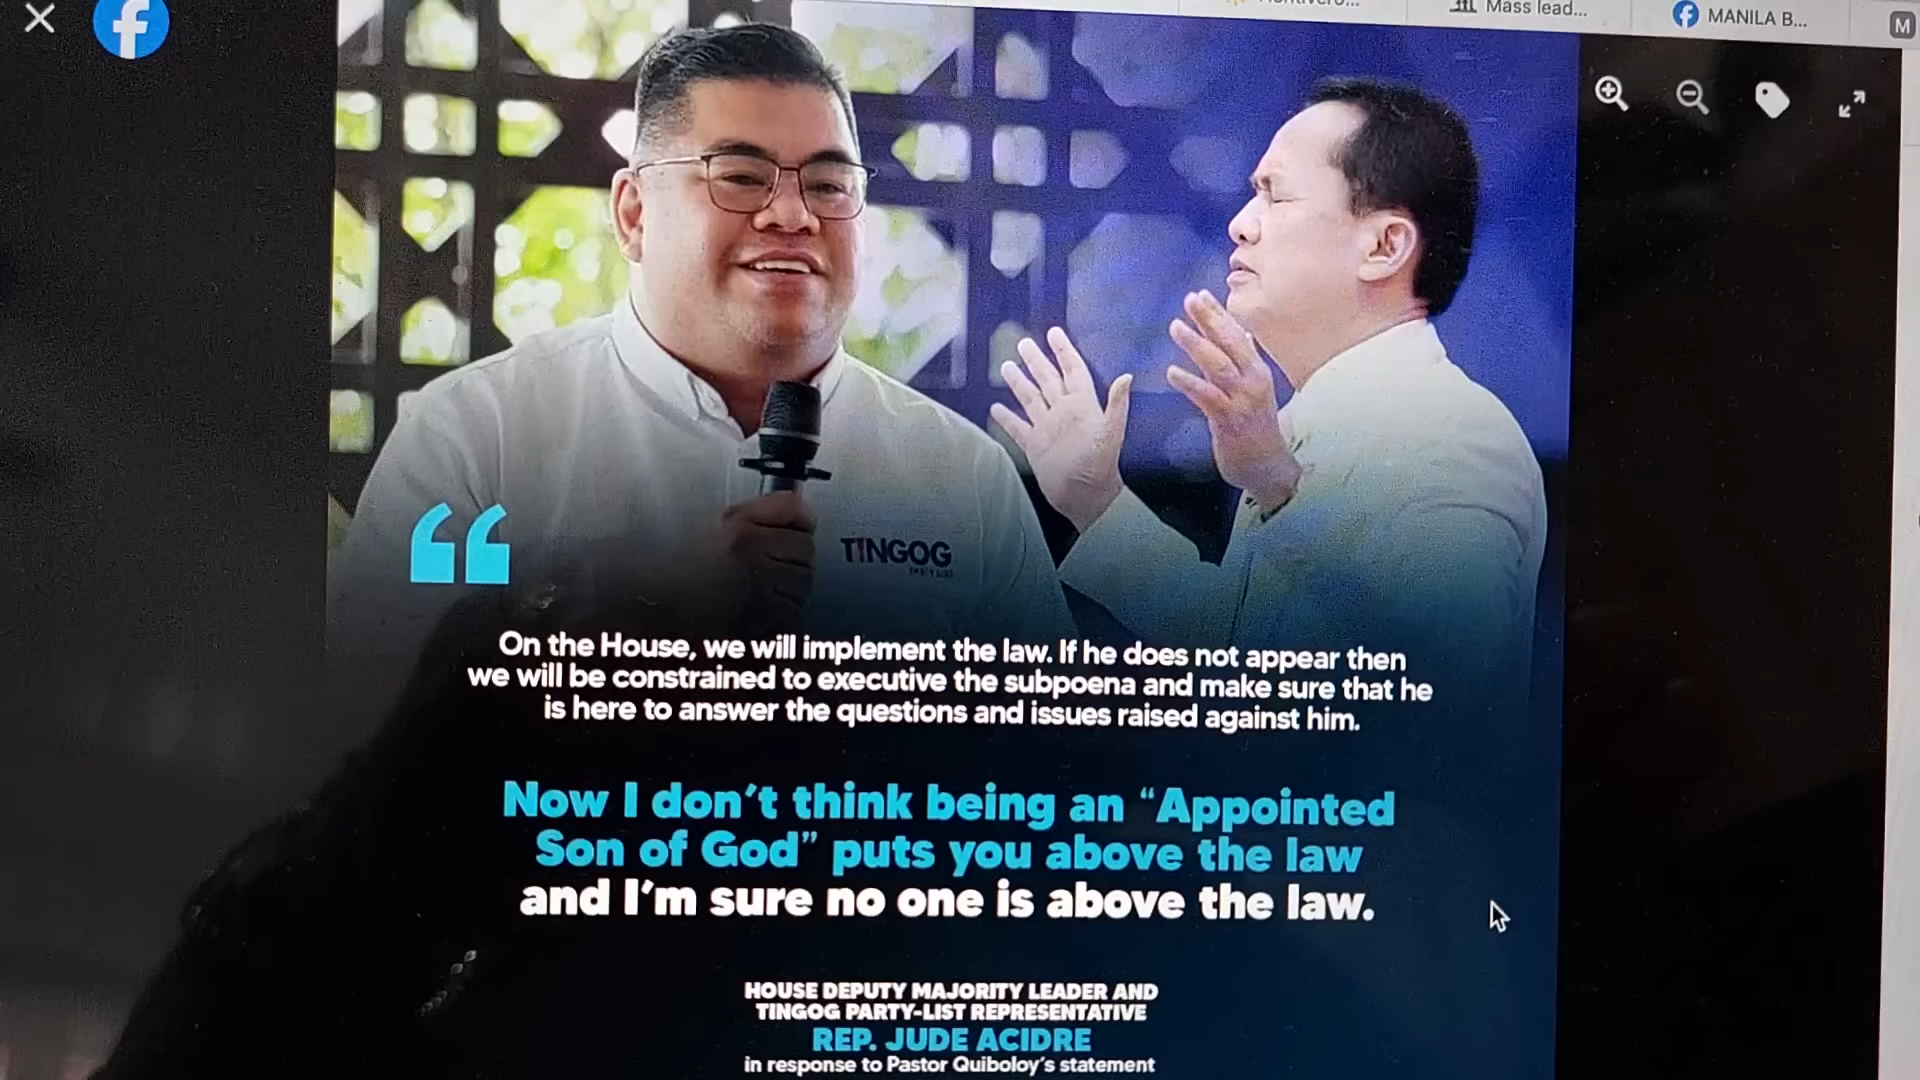 Mass lead...
MANILA B...
M
TINGOG
On the House, we will implement the law. If he does not appear then
we will be constrained to executive the subpoena and make sure that he
is here to answer the questions and issues raised against him.
Now I don't think being an “Appointed
Son of God” puts you above the law
and I'm sure no one is above the law.
HOUSE DEPUTY MAJORITY LEADER AND
TINGOG PARTY-LIST REPRESENTATIVE
REP. JUDE ACIDRE
in response to Pastor Quiboloy's statement